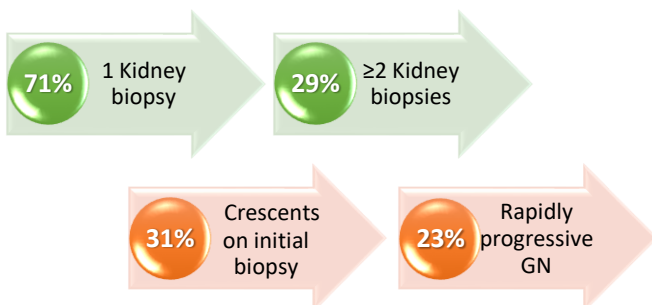 71%
1 Kidney
biopsy
29%
≥2 Kidney
biopsies
31%
Crescents
on initial
biopsy
23%
Rapidly
progressive
GN